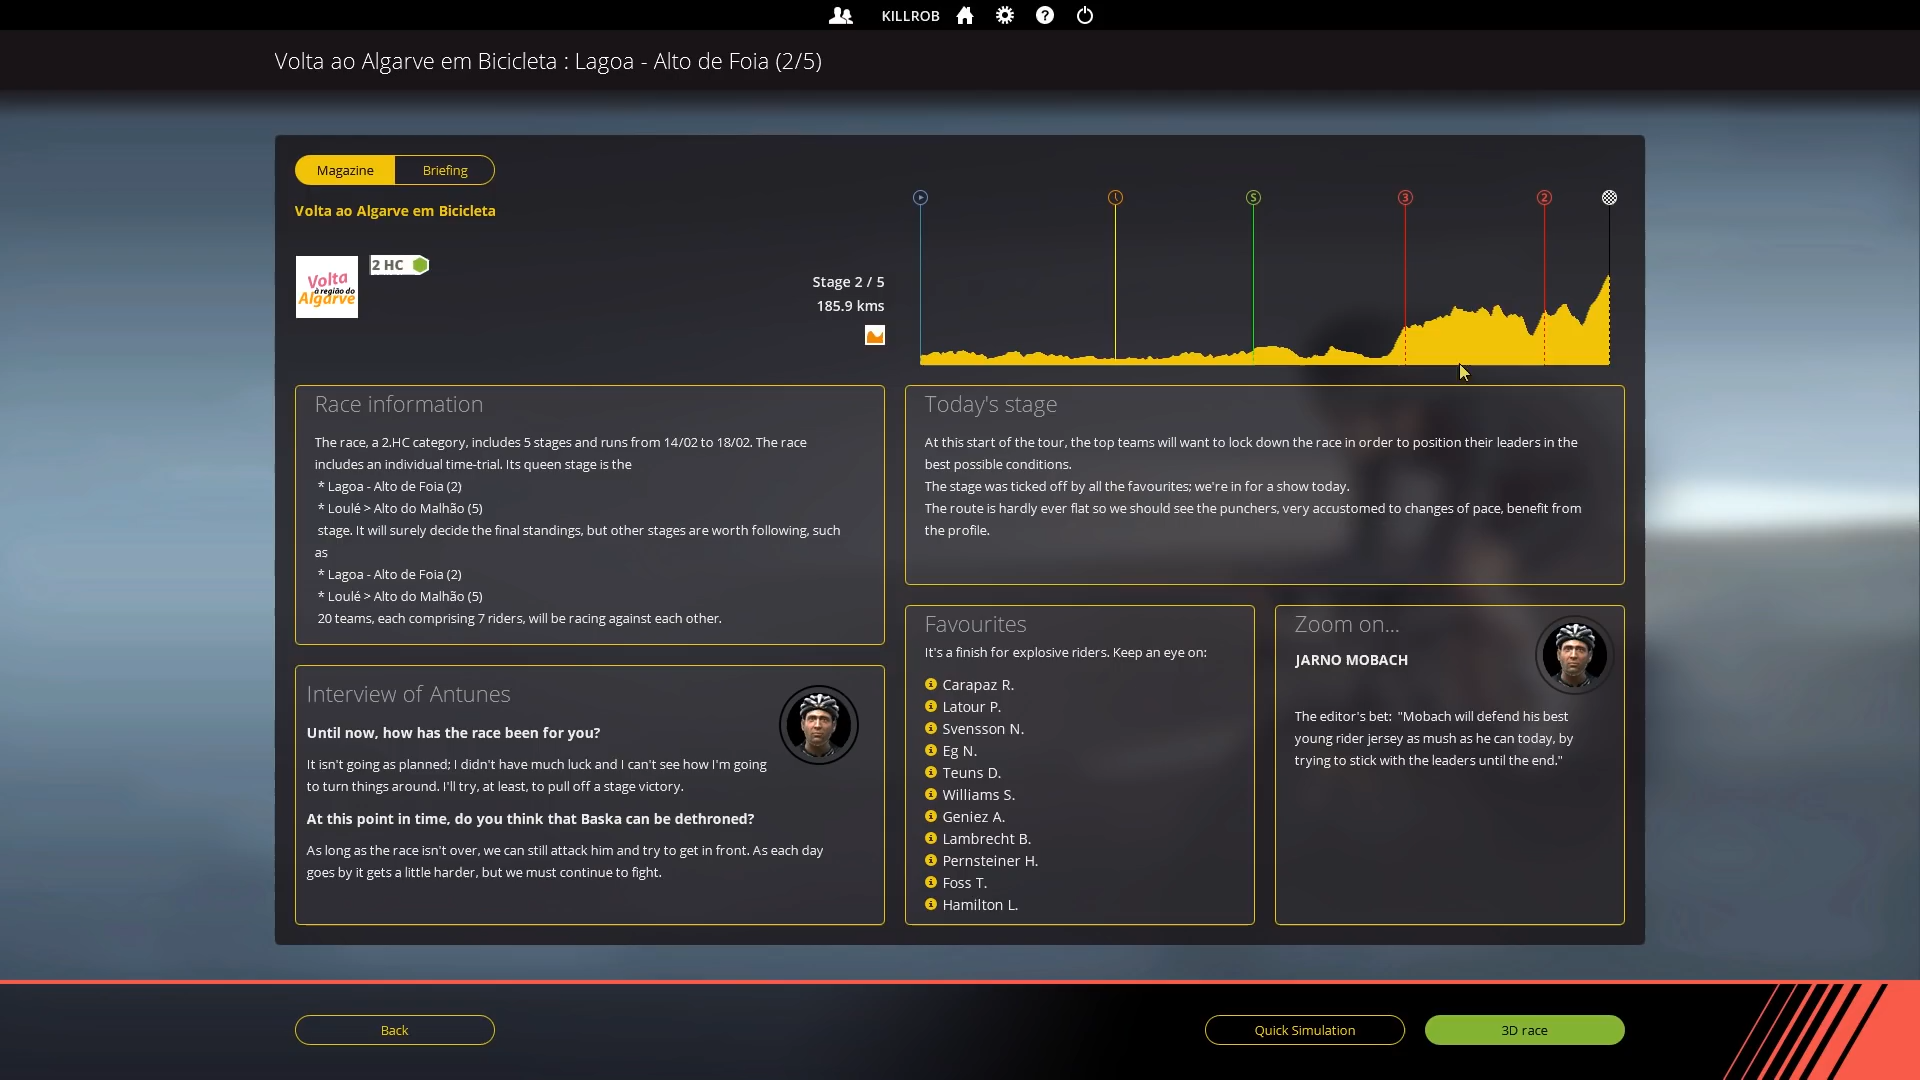 KILLROB
Volta ao Algarve em Bicicleta : Lagoa - Alto de Foia (2/5)
Magazine
Briefing
Volta ao Algarve em Bicicleta
Volta
à região do
Algarve
2 HC
Stage 2 / 5
185.9 kms
S
3
2
Race information
The race, a 2.HC category, includes 5 stages and runs from 14/02 to 18/02. The race
includes an individual time-trial. Its queen stage is the
* Lagoa - Alto de Foia (2)
* Loulé > Alto do Malhão (5)
stage. It will surely decide the final standings, but other stages are worth following, such
as
* Lagoa - Alto de Foia (2)
* Loulé > Alto do Malhão (5)
20 teams, each comprising 7 riders, will be racing against each other.
Today's stage
At this start of the tour, the top teams will want to lock down the race in order to position their leaders in the
best possible conditions.
The stage was ticked off by all the favourites; we're in for a show today.
The route is hardly ever flat so we should see the punchers, very accustomed to changes of pace, benefit from
the profile.
Interview of Antunes
Until now, how has the race been for you?
It isn't going as planned; I didn't have much luck and I can't see how I'm going
to turn things around. I'll try, at least, to pull off a stage victory.
At this point in time, do you think that Baska can be dethroned?
As long as the race isn't over, we can still attack him and try to get in front. As each day
goes by it gets a little harder, but we must continue to fight.
Favourites
It's a finish for explosive riders. Keep an eye on:
Carapaz R.
Latour P.
Svensson N.
Eg N.
Teuns D.
Williams S.
Geniez A.
Lambrecht B.
Pernsteiner H.
Foss T.
Hamilton L.
Zoom on...
JARNO MOBACH
The editor's bet: "Mobach will defend his best
young rider jersey as mush as he can today, by
trying to stick with the leaders until the end."
Back
Quick Simulation
3D race